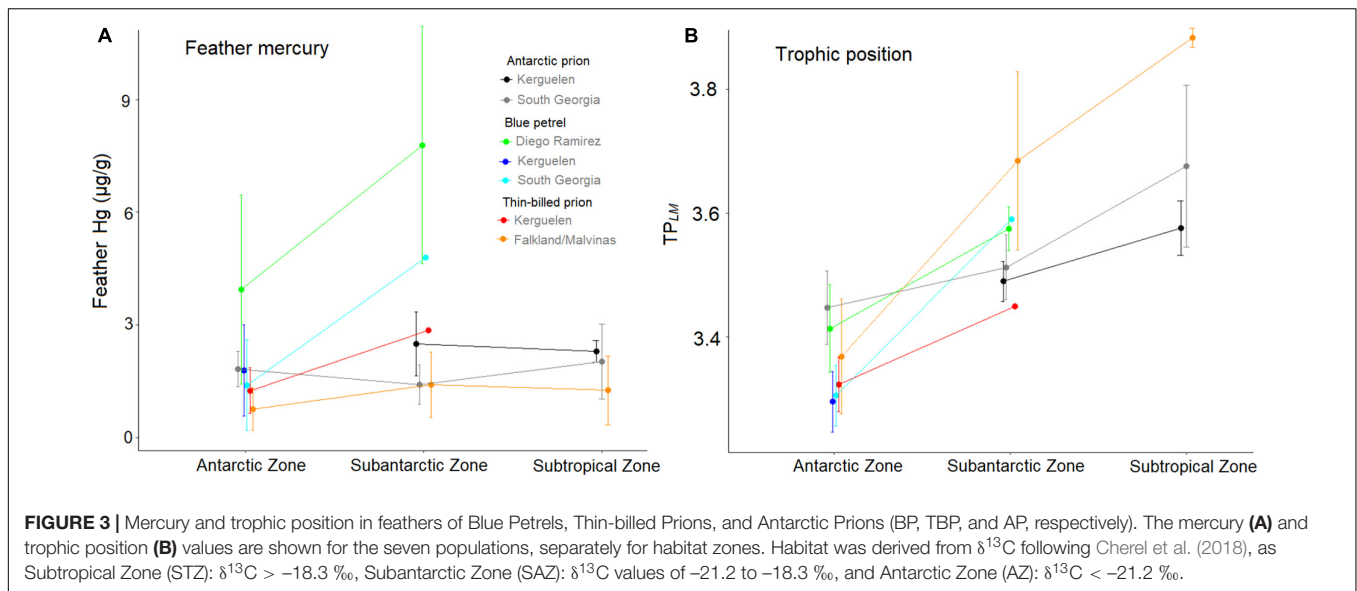 A
Feather mercury
Feather Hg (µg/g)
9
6
3
0
Antarctic Zone
Subantarctic Zone
Subtropical Zone
Antarctic prion
Kerguelen
South Georgia
Blue petrel
Diego Ramirez
Kerguelen
South Georgia
Thin-billed prion
Kerguelen
Falkland/Malvinas
B
Trophic position
TPLM
3.8
3.6
3.4
Antarctic Zone
Subantarctic Zone
Subtropical Zone
FIGURE 3 | Mercury and trophic position in feathers of Blue Petrels, Thin-billed Prions, and Antarctic Prions (BP, TBP, and AP, respectively). The mercury (A) and
trophic position (B) values are shown for the seven populations, separately for habitat zones. Habitat was derived from δ13C following Cherel et al. (2018), as
Subtropical Zone (STZ): δ13C > –18.3 ‰, Subantarctic Zone (SAZ): δ13C values of –21.2 to –18.3 ‰, and Antarctic Zone (AZ): δ13C < –21.2 ‰.